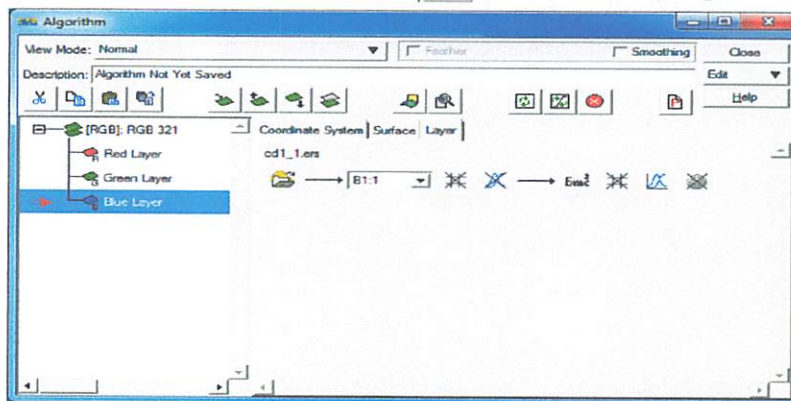 Algorithm
View Mode: Normal
Feather
Smoothing
Close
Description: Algorithm Not Yet Saved
Edit
Help
[RGB]: RGB 321
Coordinate System Surface Layer
Red Layer
cd1_1.ers
Green Layer
B1:1
Emc²
Blue Layer